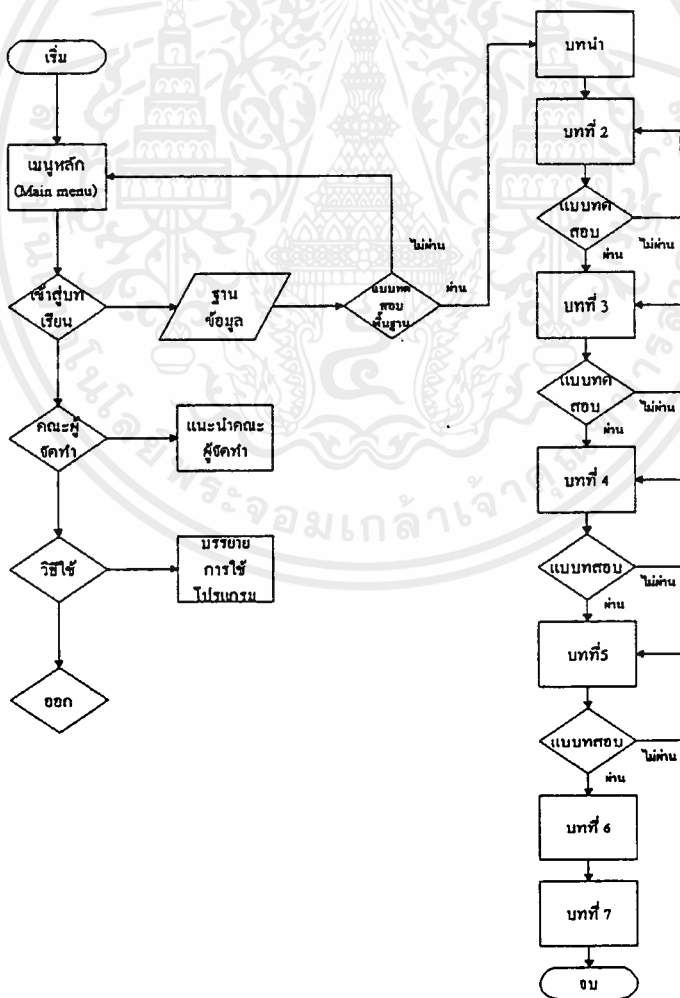 เริ่ม
เมนูหลัก
(Main menu)
เข้าสู่บท
เรียน
ฐาน
ข้อมูล
แบบทด
สอบ
พื้นฐาน
ไม่ผ่าน
ผ่าน
คณะผู้
จัดทำ
แนะนำคณะ
ผู้จัดทำ
วิธีใช้
บรรยาย
การใช้
โปรแกรม
ออก
บทนำ
บทที่ 2
แบบทด
สอบ
ไม่ผ่าน
ผ่าน
บทที่ 3
แบบทด
สอบ
ไม่ผ่าน
ผ่าน
บทที่ 4
แบบทสอบ
ไม่ผ่าน
ผ่าน
บทที่5
แบบทสอบ
ไม่ผ่าน
ผ่าน
บทที่ 6
บทที่ 7
จบ